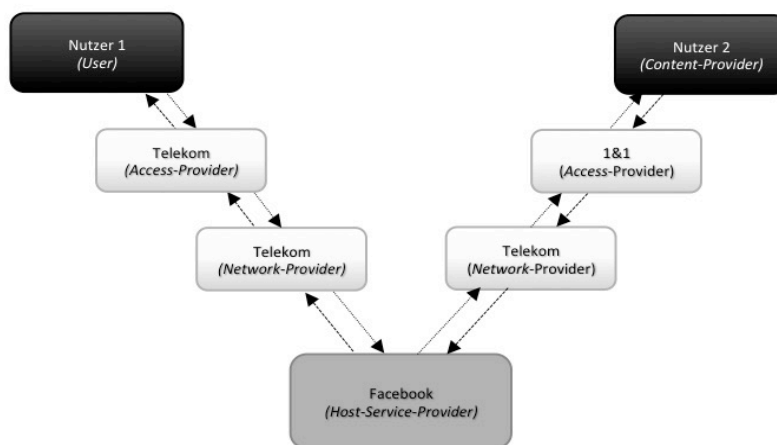 Nutzer 1
(User)
Nutzer 2
(Content-Provider)
Telekom
(Access-Provider)
1&1
(Access-Provider)
Telekom
(Network-Provider)
Telekom
(Network-Provider)
Facebook
(Host-Service-Provider)